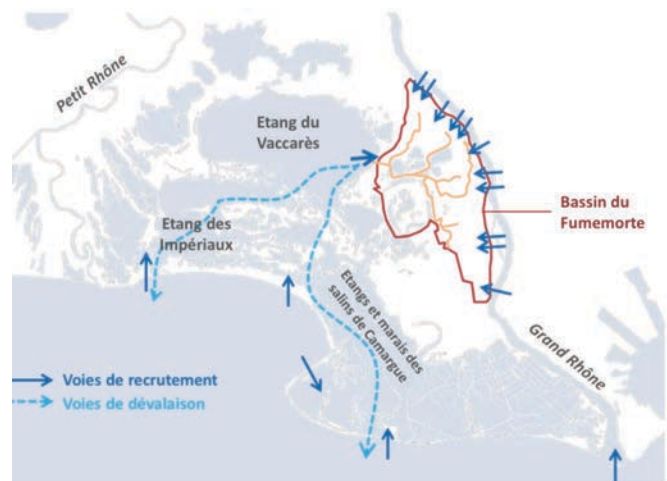 Petit Rhône
Etang du
Vaccarès
Bassin du
Fumemorte
Etang des
Impériaux
Etangs et marais des
salins de Camargue
Grand Rhône
Voies de recrutement
Voies de dévalaison